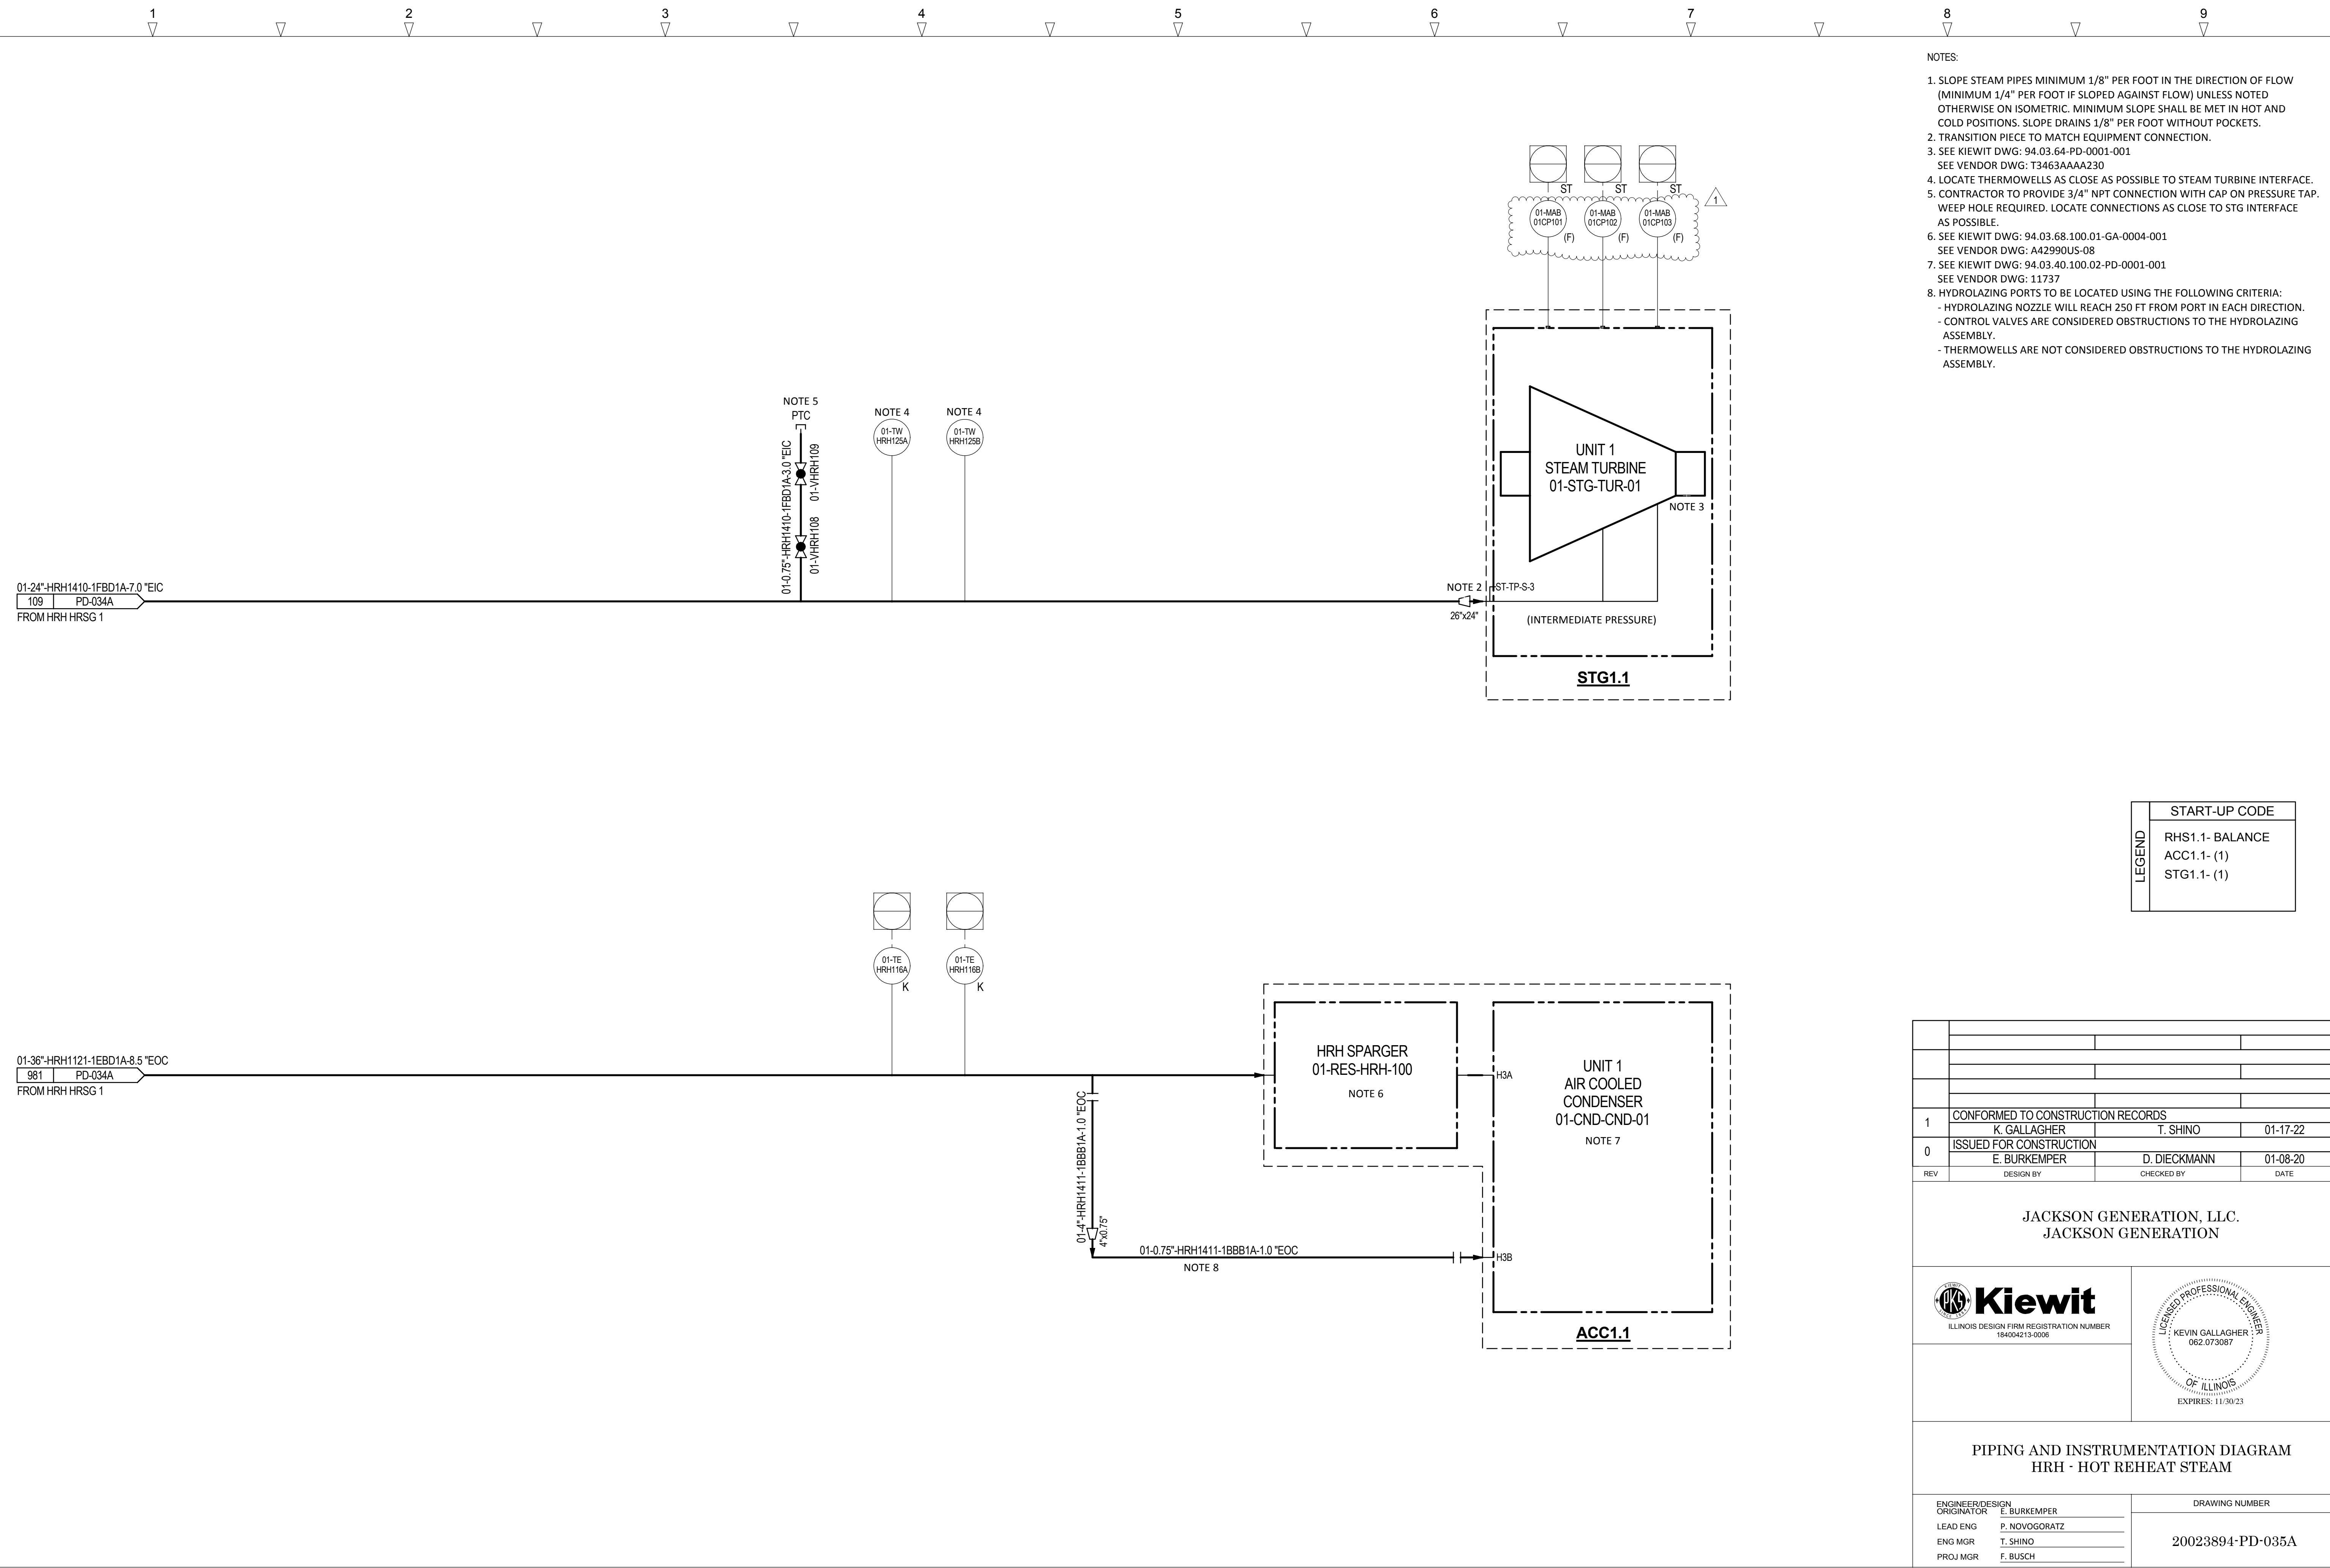 1 2 3 4 5 6 7 8 9
NOTES:
1. SLOPE STEAM PIPES MINIMUM 1/8" PER FOOT IN THE DIRECTION OF FLOW
(MINIMUM 1/4" PER FOOT IF SLOPED AGAINST FLOW) UNLESS NOTED
OTHERWISE ON ISOMETRIC. MINIMUM SLOPE SHALL BE MET IN HOT AND
COLD POSITIONS. SLOPE DRAINS 1/8" PER FOOT WITHOUT POCKETS.
2. TRANSITION PIECE TO MATCH EQUIPMENT CONNECTION.
3. SEE KIEWIT DWG: 94.03.64-PD-0001-001
SEE VENDOR DWG: T3463AAAA230
4. LOCATE THERMOWELLS AS CLOSE AS POSSIBLE TO STEAM TURBINE INTERFACE.
5. CONTRACTOR TO PROVIDE 3/4" NPT CONNECTION WITH CAP ON PRESSURE TAP.
WEEP HOLE REQUIRED. LOCATE CONNECTIONS AS CLOSE TO STG INTERFACE
AS POSSIBLE.
6. SEE KIEWIT DWG: 94.03.68.100.01-GA-0004-001
SEE VENDOR DWG: A42990US-08
7. SEE KIEWIT DWG: 94.03.40.100.02-PD-0001-001
SEE VENDOR DWG: 11737
8. HYDROLAZING PORTS TO BE LOCATED USING THE FOLLOWING CRITERIA:
- HYDROLAZING NOZZLE WILL REACH 250 FT FROM PORT IN EACH DIRECTION.
- CONTROL VALVES ARE CONSIDERED OBSTRUCTIONS TO THE HYDROLAZING
ASSEMBLY.
- THERMOWELLS ARE NOT CONSIDERED OBSTRUCTIONS TO THE HYDROLAZING
ASSEMBLY.
ST ST ST
1
01-MAB
01CP101
(F)
01-MAB
01CP102
(F)
01-MAB
01CP103
(F)
NOTE 5
PTC
01-0.75"-HRH1410-1FBD1A-3.0 "EIC
01-VHRH109
01-VHRH108
NOTE 4
01-TW
HRH125A
NOTE 4
01-TW
HRH125B
UNIT 1
STEAM TURBINE
01-STG-TUR-01
NOTE 3
01-24"-HRH1410-1FBD1A-7.0 "EIC
109 PD-034A
FROM HRH HRSG 1
NOTE 2
ST-TP-S-3
26"x24"
(INTERMEDIATE PRESSURE)
STG1.1
LEGEND
START-UP CODE
RHS1.1- BALANCE
ACC1.1- (1)
STG1.1- (1)
01-TE
HRH116A
K
01-TE
HRH116B
K
01-36"-HRH1121-1EBD1A-8.5 "EOC
981 PD-034A
FROM HRH HRSG 1
HRH SPARGER
01-RES-HRH-100
NOTE 6
H3A
UNIT 1
AIR COOLED
CONDENSER
01-CND-CND-01
NOTE 7
01-4"-HRH1411-1BBB1A-1.0 "EOC
4"x0.75"
01-0.75"-HRH1411-1BBB1A-1.0 "EOC
NOTE 8
H3B
ACC1.1
1 CONFORMED TO CONSTRUCTION RECORDS
K. GALLAGHER T. SHINO 01-17-22
0 ISSUED FOR CONSTRUCTION
E. BURKEMPER D. DIECKMANN 01-08-20
REV DESIGN BY CHECKED BY DATE
JACKSON GENERATION, LLC.
JACKSON GENERATION
KIEWIT
PKS
SINCE 1884
Kiewit
ILLINOIS DESIGN FIRM REGISTRATION NUMBER
184004213-0006
LICENSED PROFESSIONAL ENGINEER
KEVIN GALLAGHER
062.073087
OF ILLINOIS
EXPIRES: 11/30/23
PIPING AND INSTRUMENTATION DIAGRAM
HRH - HOT REHEAT STEAM
ENGINEER/DESIGN
ORIGINATOR E. BURKEMPER
LEAD ENG P. NOVOGORATZ
ENG MGR T. SHINO
PROJ MGR F. BUSCH
DRAWING NUMBER
20023894-PD-035A